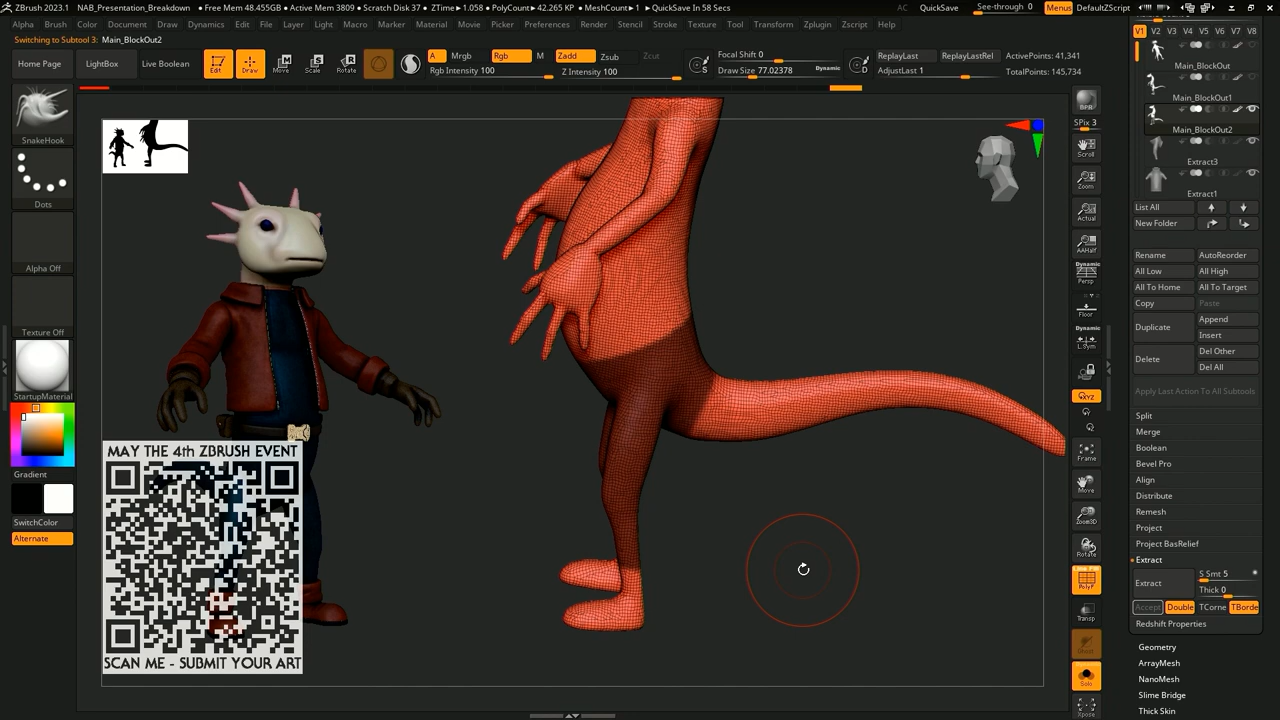 ZBrush 2023.1 NAB_Presentation_Breakdown • Free Mem 48.455GB • Active Mem 3809 • Scratch Disk 37 • ZTime ▸ 1.058 • PolyCount ▸ 42.265 KP • MeshCount ▸ 1 • QuickSave In 58 Secs AC QuickSave See-through 0 Menus DefaultZScript
Alpha Brush Color Document Draw Dynamics Edit File Layer Light Macro Marker Material Movie Picker Preferences Render Stencil Stroke Texture Tool Transform Zplugin Zscript Help
Switching to Subtool 3: Main_BlockOut2
Home Page LightBox Live Boolean Edit Draw Move Scale Rotate
A Mrgb Rgb M Zadd Zsub Zcut
Rgb Intensity 100 Z Intensity 100
Focal Shift 0
Draw Size 77.02378 Dynamic
S
D
ReplayLast ReplayLastRel ActivePoints: 41,341
AdjustLast 1 TotalPoints: 145,734
SnakeHook
Dots
Alpha Off
Texture Off
StartupMaterial
Gradient
SwitchColor
Alternate
MAY THE 4th ZBRUSH EVENT
SCAN ME - SUBMIT YOUR ART
BPR
SPix 3
Scroll
Zoom
Actual
AAHalf
Dynamic
Persp
Floor
Dynamic
L.Sym
XYZ
Frame
Move
Zoom3D
Rotate
Line Fill
PolyF
Transp
Ghost
Solo
Xpose
V1 V2 V3 V4 V5 V6 V7 V8
Main_BlockOut
Main_BlockOut1
Main_BlockOut2
Extract3
Extract1
List All
New Folder
Rename AutoReorder
All Low All High
All To Home All To Target
Copy Paste
Duplicate Append
Insert
Delete Del Other
Del All
Apply Last Action To All Subtools
Split
Merge
Boolean
Bevel Pro
Align
Distribute
Remesh
Project
Project BasRelief
Extract
Extract S Smt 5
Thick 0
Accept Double TCorne TBorde
Redshift Properties
Geometry
ArrayMesh
NanoMesh
Slime Bridge
Thick Skin